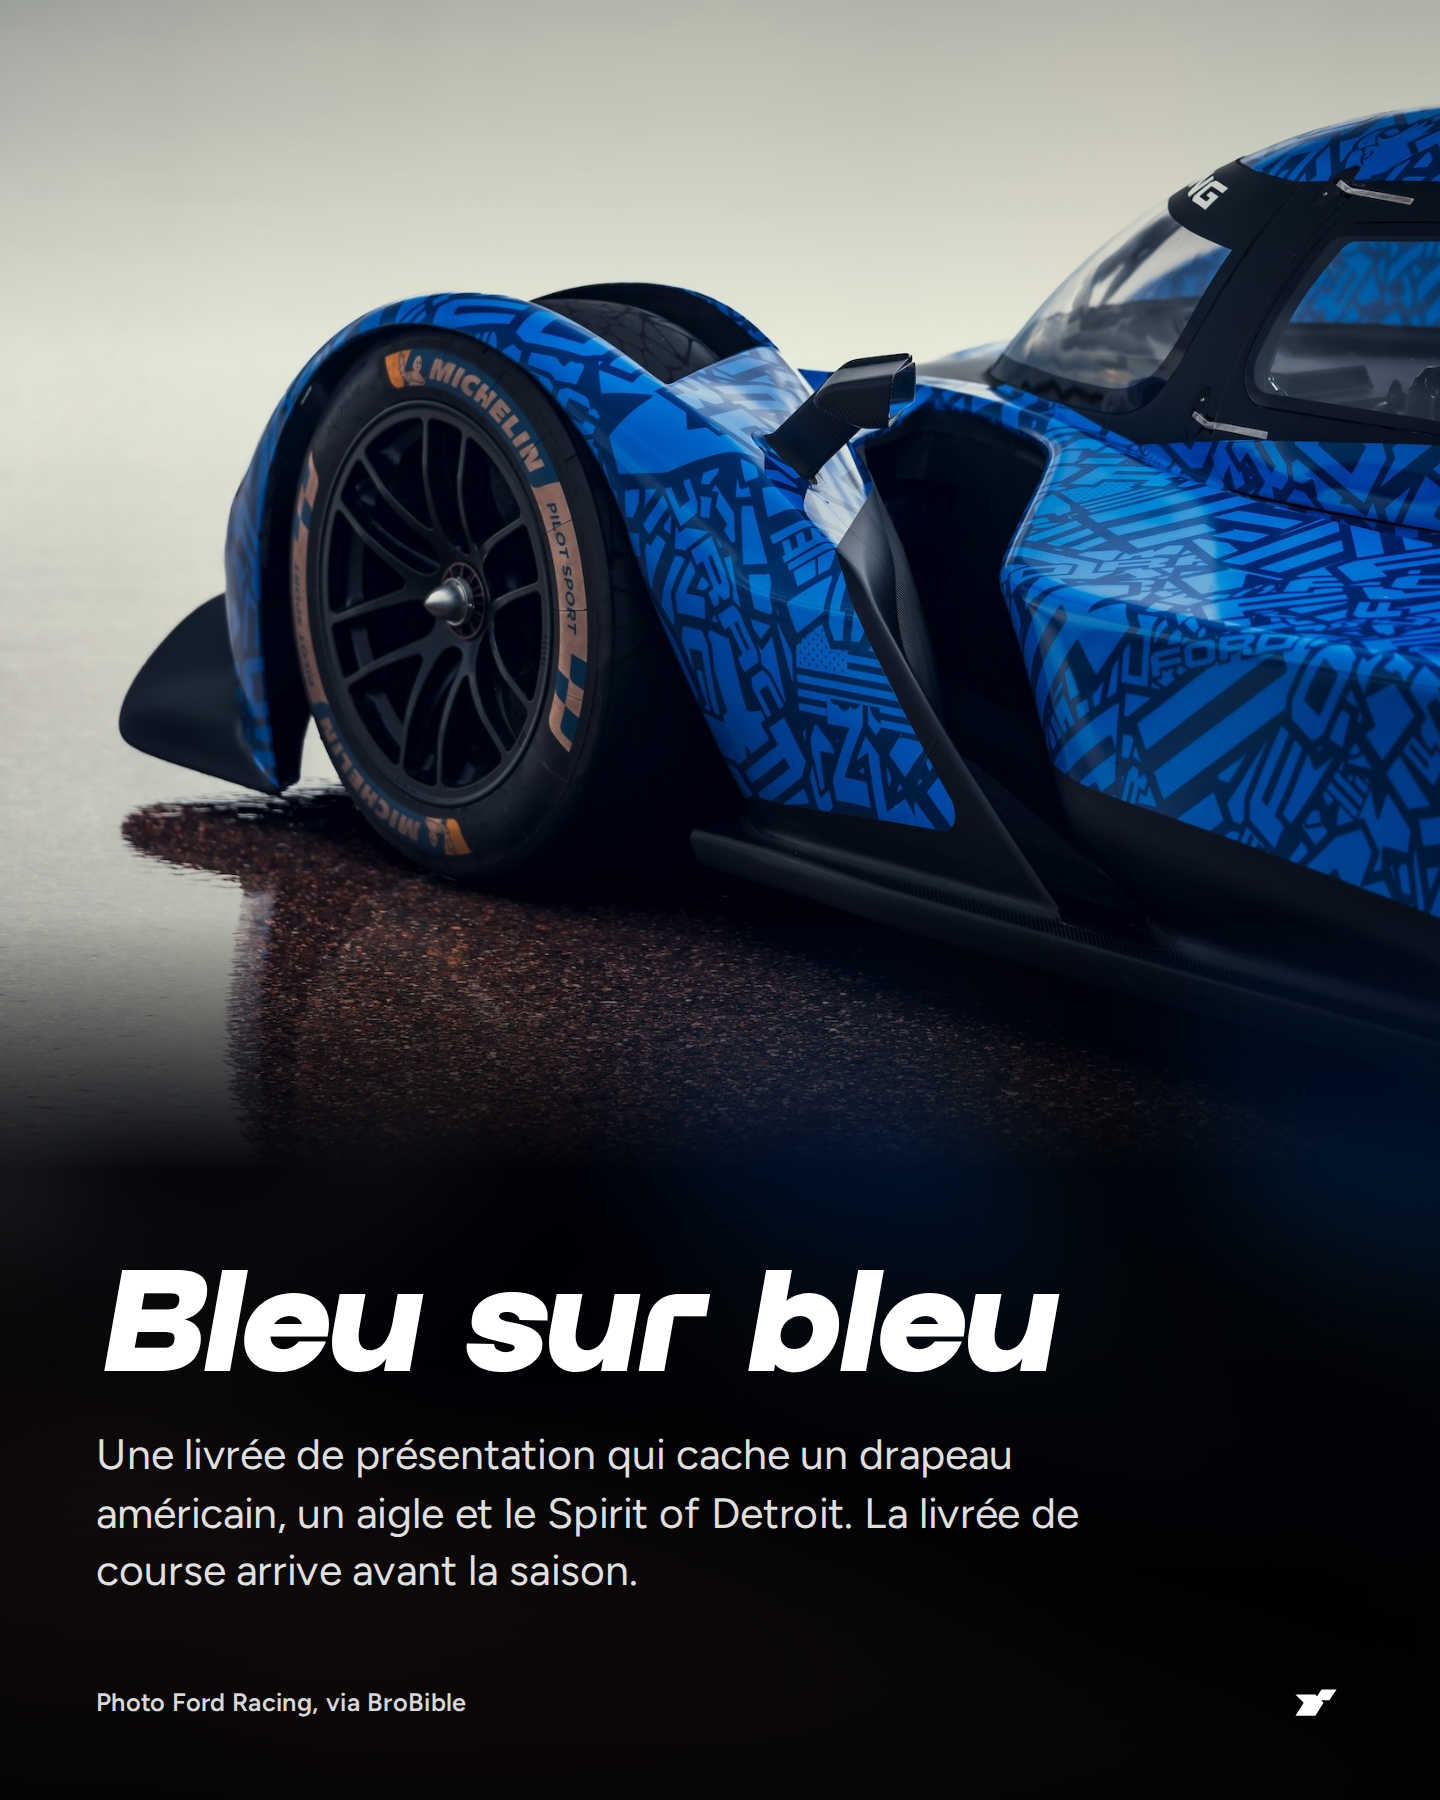 NG
MICHELIN
PILOT SPORT
MICHELIN
FORD
Bleu sur bleu
Une livrée de présentation qui cache un drapeau
américain, un aigle et le Spirit of Detroit. La livrée de
course arrive avant la saison.
Photo Ford Racing, via BroBible